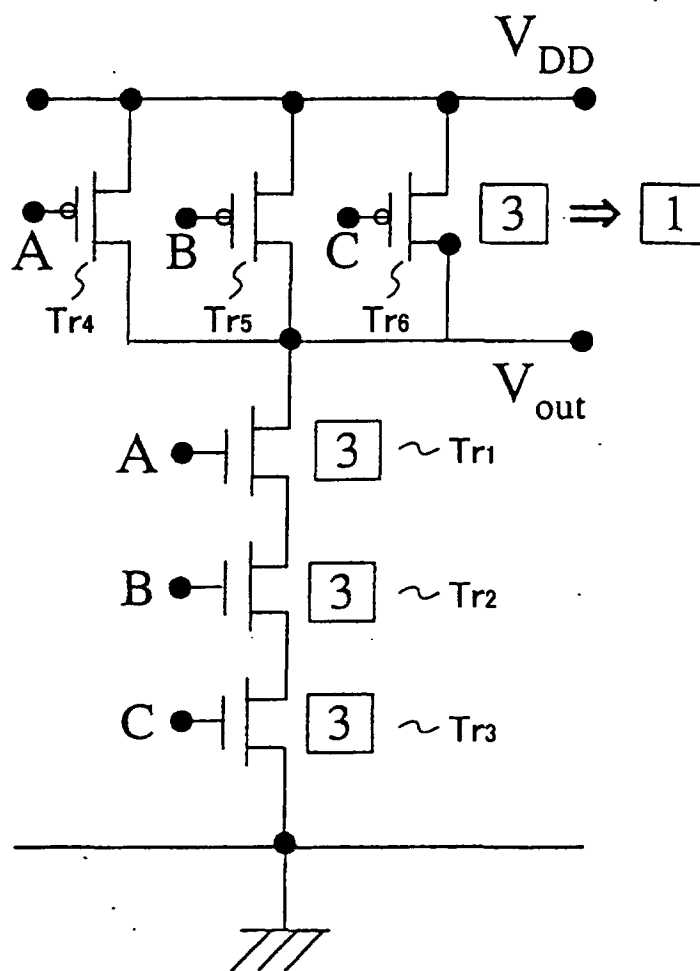 VDD
3 ⇒ 1
A B C
Tr4 Tr5 Tr6
Vout
A 3 ~ Tr1
B 3 ~ Tr2
C 3 ~ Tr3